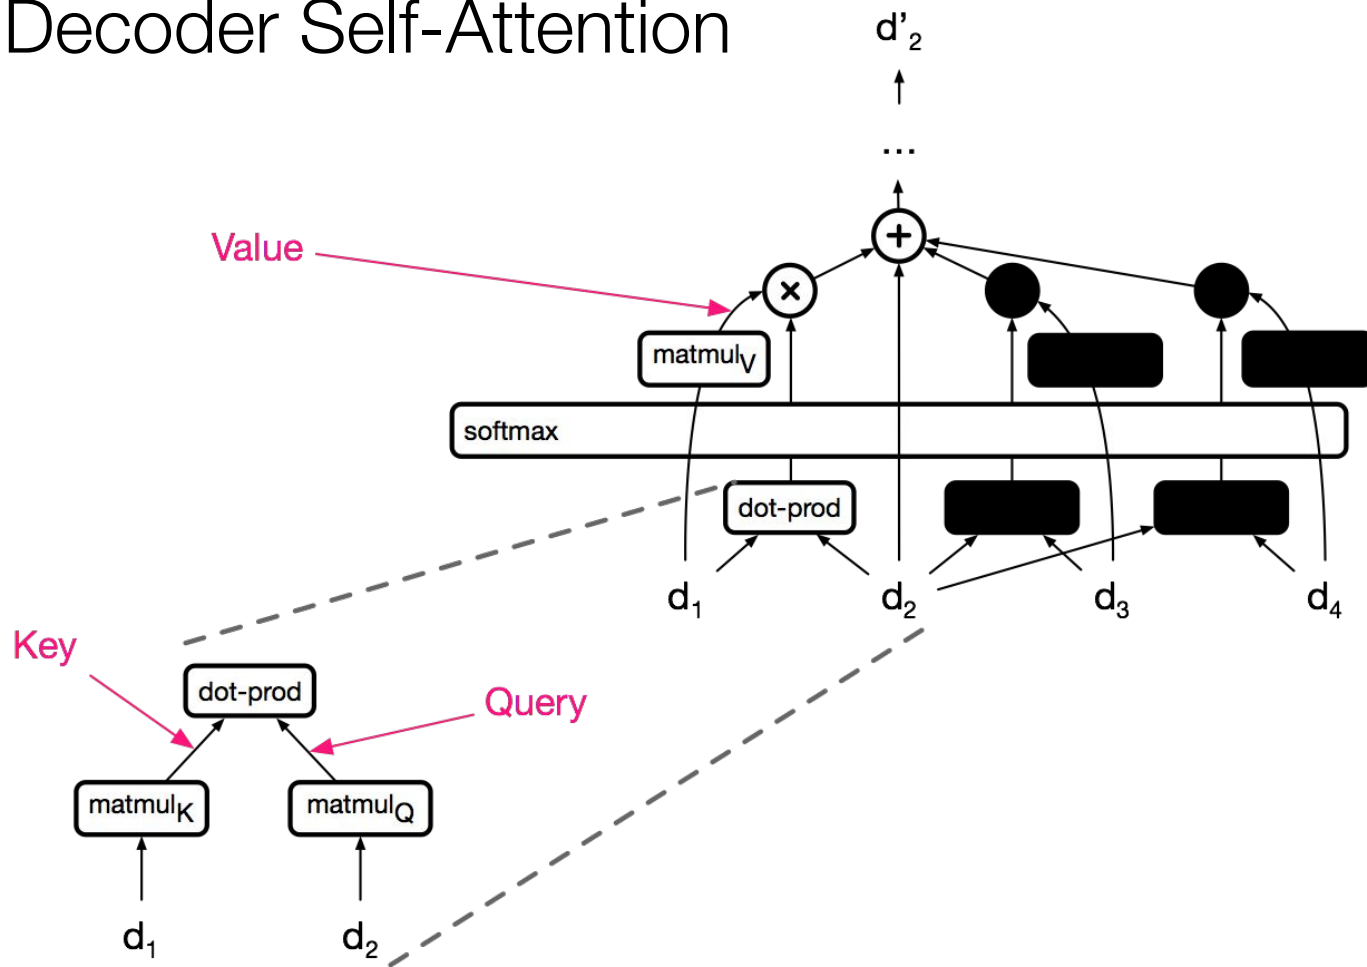 Decoder Self-Attention
d'₂
...
+
Value
×
matmulV
softmax
dot-prod
d₁ d₂ d₃ d₄
Key
dot-prod
Query
matmulK matmulQ
d₁ d₂